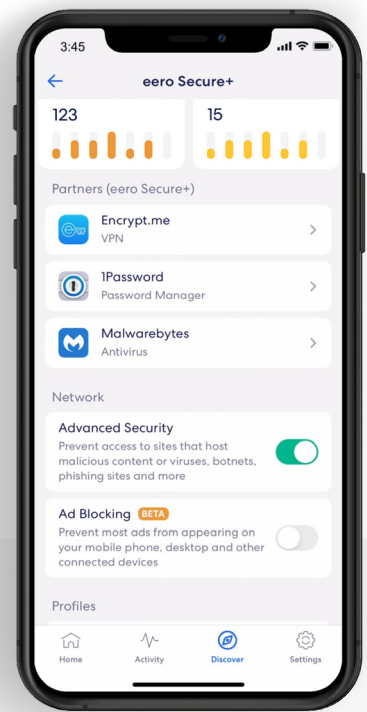 3:45
eero Secure+
123
15
Partners (eero Secure+)
Encrypt.me
VPN
1Password
Password Manager
Malwarebytes
Antivirus
Network
Advanced Security
Prevent access to sites that host
malicious content or viruses, botnets,
phishing sites and more
Ad Blocking BETA
Prevent most ads from appearing on
your mobile phone, desktop and other
connected devices
Profiles
Home
Activity
Discover
Settings